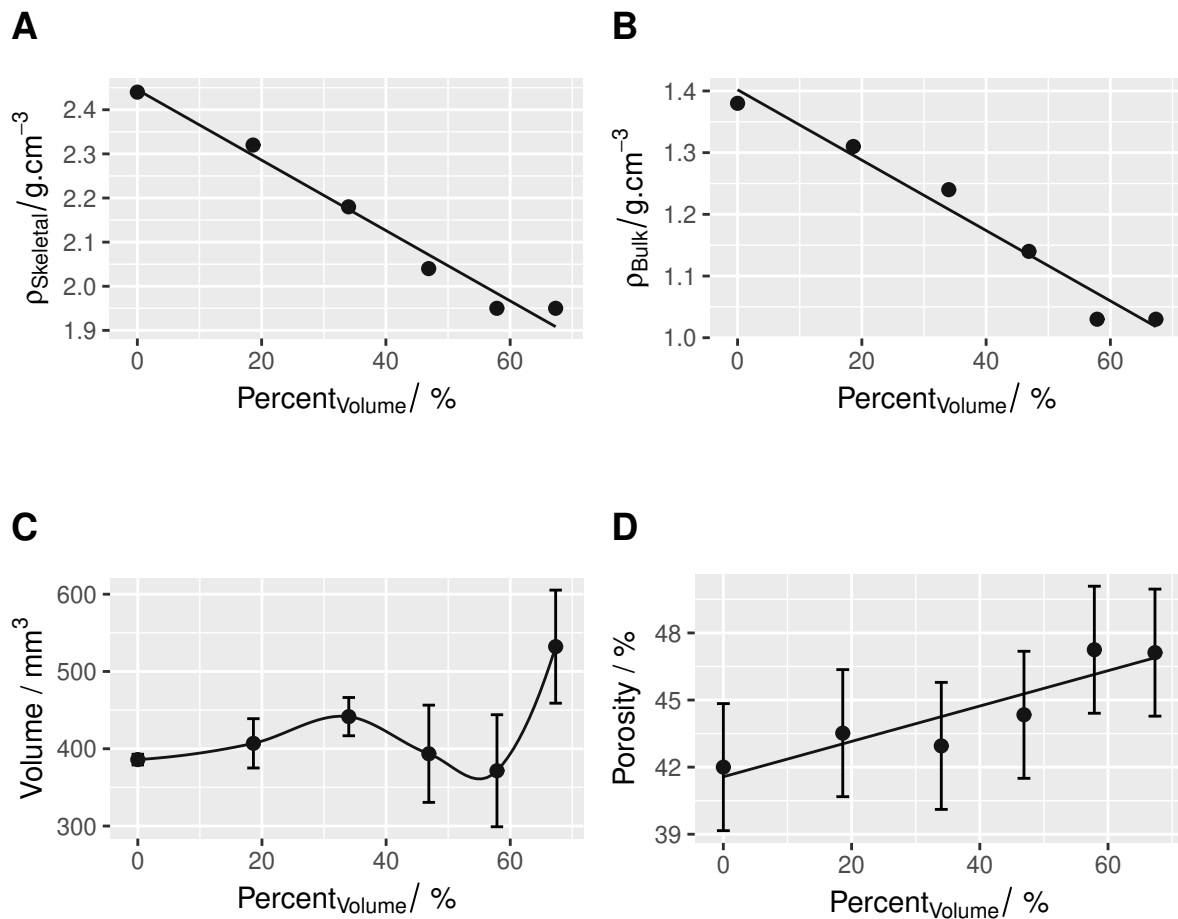 A
ρSkeletal/g.cm−3
2.4
2.3
2.2
2.1
2.0
1.9
0 20 40 60
PercentVolume/ %
B
ρBulk/g.cm−3
1.4
1.3
1.2
1.1
1.0
0 20 40 60
PercentVolume/ %
C
Volume / mm3
600
500
400
300
0 20 40 60
PercentVolume/ %
D
Porosity / %
48
45
42
39
0 20 40 60
PercentVolume/ %